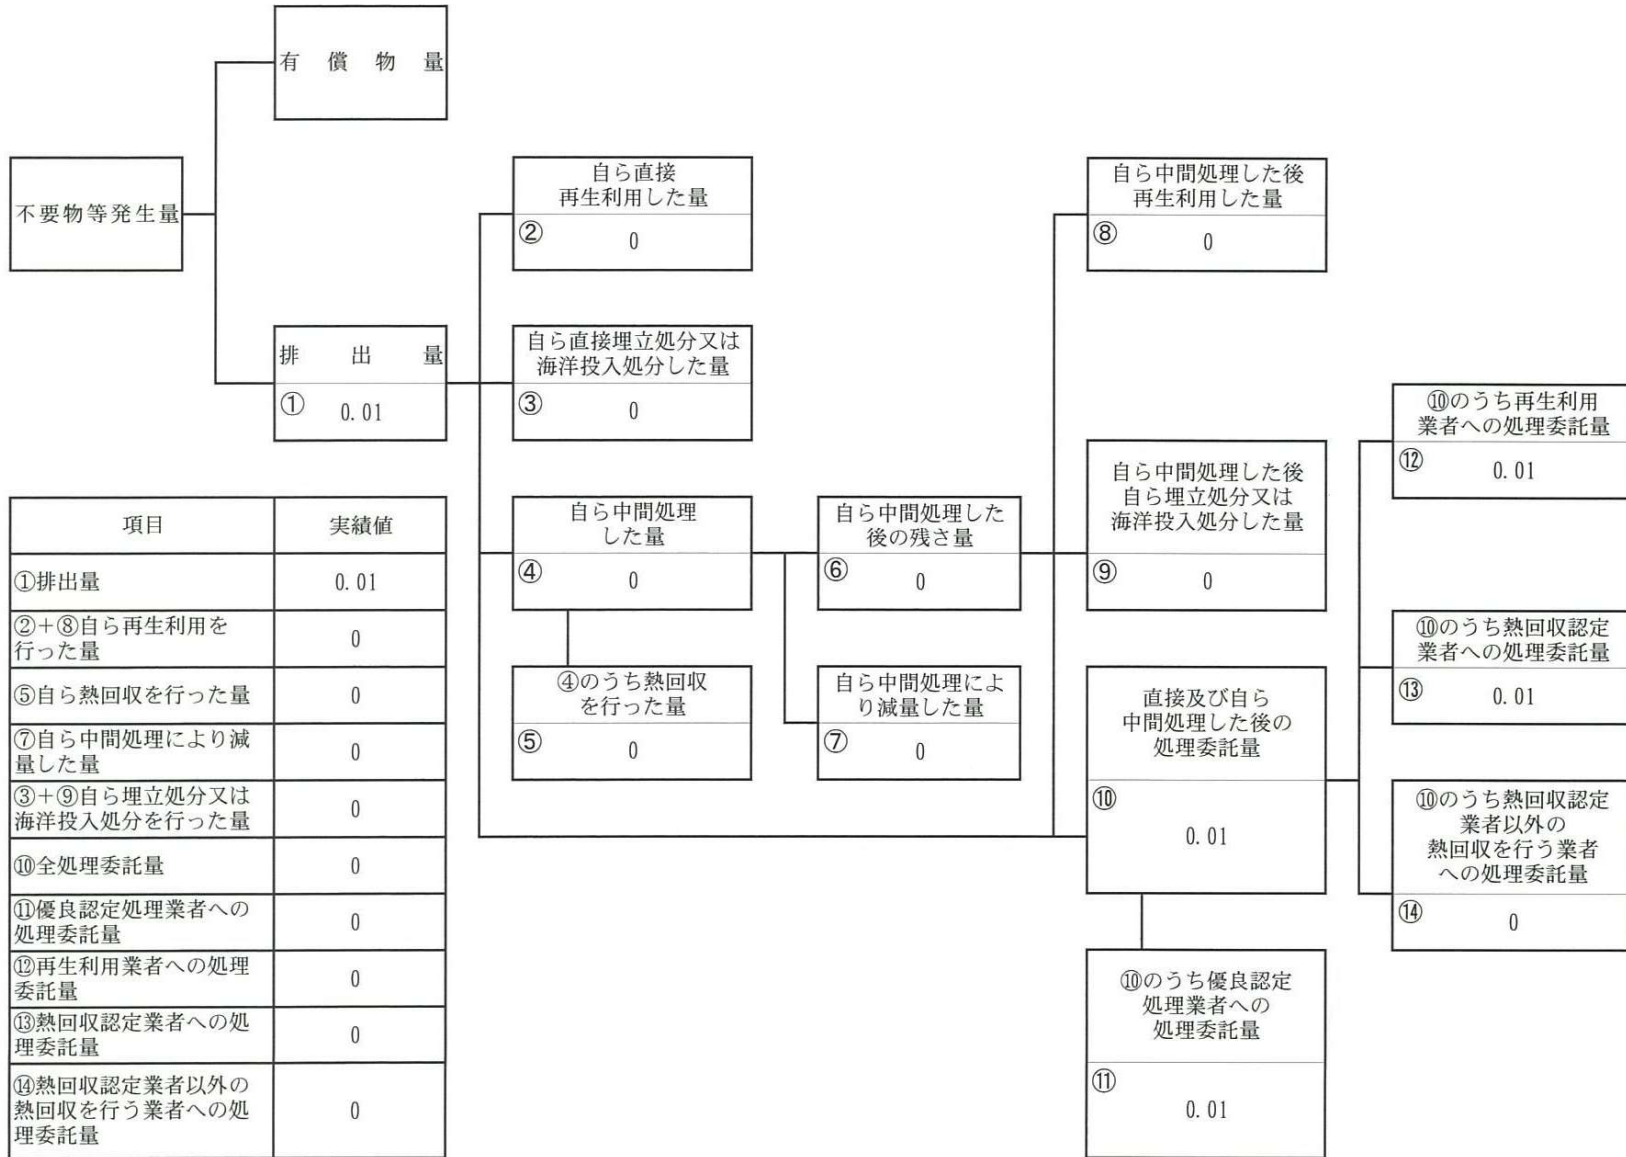 有償物量
不要物等発生量
排出量
① 0.01
自ら直接
再生利用した量
② 0
自ら直接埋立処分又は
海洋投入処分した量
③ 0
自ら中間処理
した量
④ 0
④のうち熱回収
を行った量
⑤ 0
自ら中間処理した
後の残さ量
⑥ 0
自ら中間処理によ
り減量した量
⑦ 0
自ら中間処理した後
再生利用した量
⑧ 0
自ら中間処理した後
自ら埋立処分又は
海洋投入処分した量
⑨ 0
直接及び自ら
中間処理した後の
処理委託量
⑩
0.01
⑩のうち優良認定
処理業者への
処理委託量
⑪
0.01
⑩のうち再生利用
業者への処理委託量
⑫ 0.01
⑩のうち熱回収認定
業者への処理委託量
⑬ 0.01
⑩のうち熱回収認定
業者以外の
熱回収を行う業者
への処理委託量
⑭ 0
項目 実績値
①排出量 0.01
②＋⑧自ら再生利用を
行った量 0
⑤自ら熱回収を行った量 0
⑦自ら中間処理により減
量した量 0
③＋⑨自ら埋立処分又は
海洋投入処分を行った量 0
⑩全処理委託量 0
⑪優良認定処理業者への
処理委託量 0
⑫再生利用業者への処理
委託量 0
⑬熱回収認定業者への処
理委託量 0
⑭熱回収認定業者以外の
熱回収を行う業者への処
理委託量 0